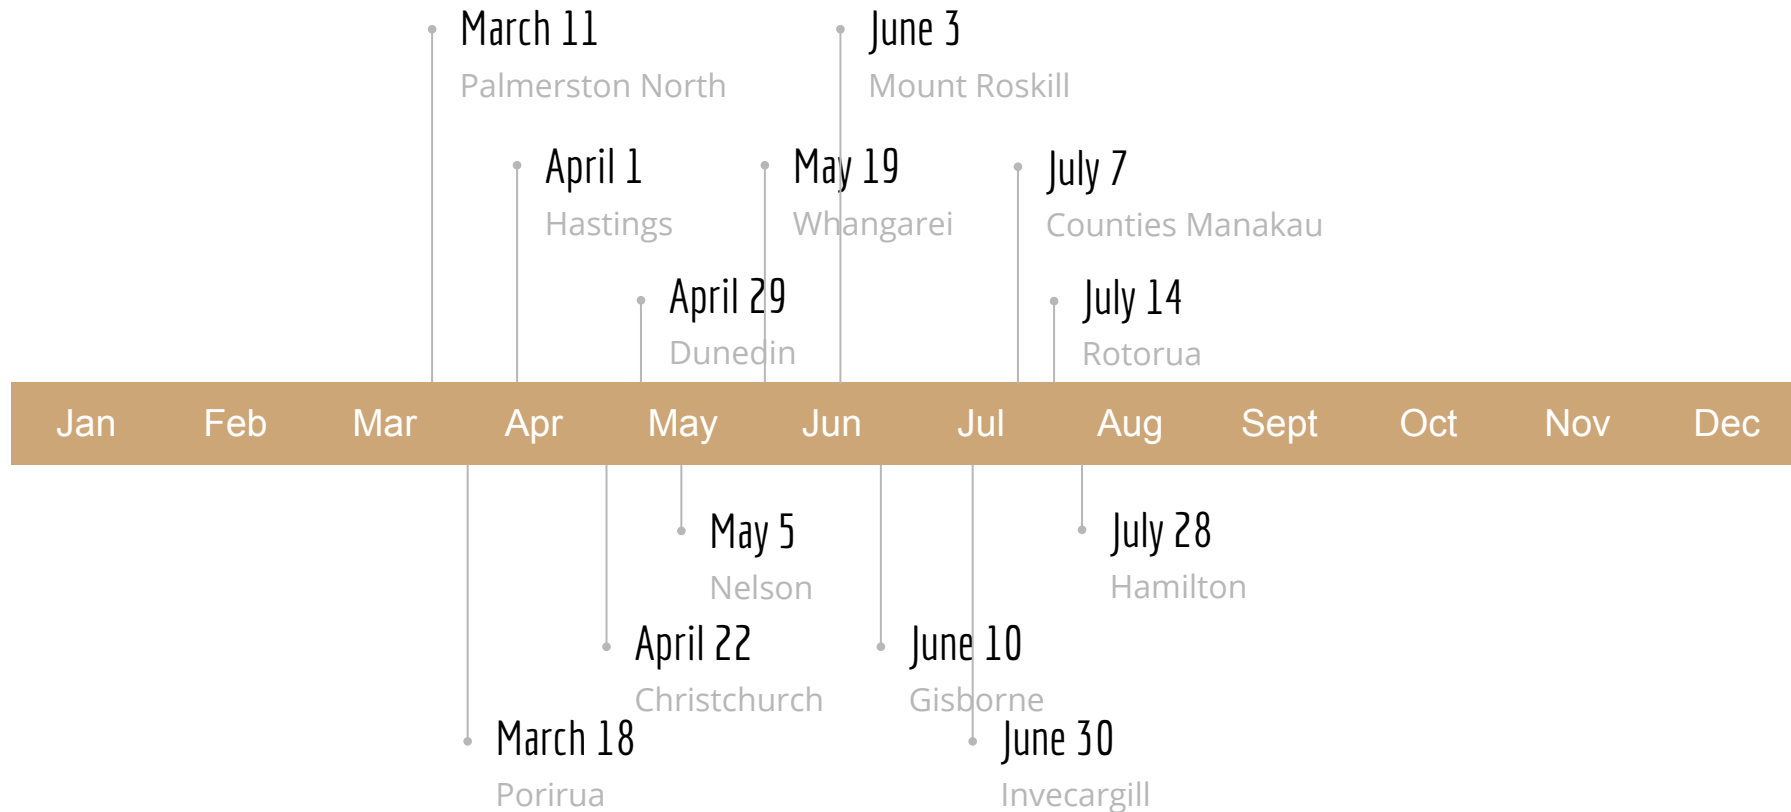 March 11
Palmerston North
June 3
Mount Roskill
April 1
Hastings
May 19
Whangarei
July 7
Counties Manakau
April 29
Dunedin
July 14
Rotorua
Jan Feb Mar Apr May Jun Jul Aug Sept Oct Nov Dec
May 5
Nelson
July 28
Hamilton
April 22
Christchurch
June 10
Gisborne
March 18
Porirua
June 30
Invecargill